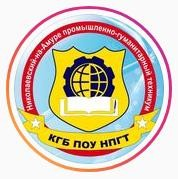 Николаевский-на-Амуре промышленно-гуманитарный техникум
КГБ ПОУ НПГТ